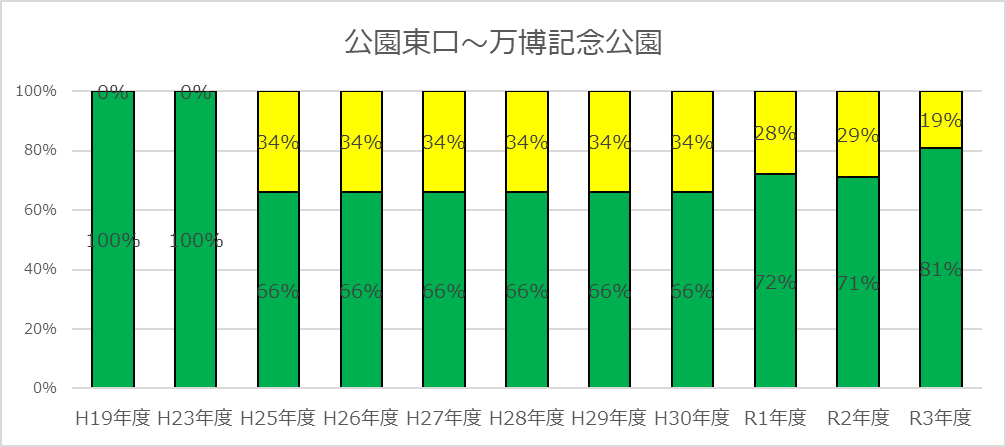 公園東口～万博記念公園
100%
80%
60%
40%
20%
0%
0% 0% 34% 34% 34% 34% 34% 34% 28% 29% 19%
100% 100% 66% 66% 66% 66% 66% 66% 72% 71% 81%
H19年度 H23年度 H25年度 H26年度 H27年度 H28年度 H29年度 H30年度 R1年度 R2年度 R3年度